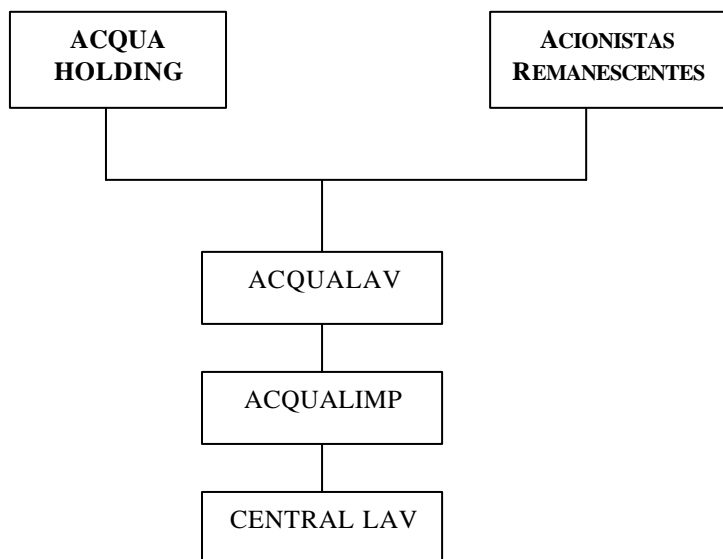 ACQUA
HOLDING
ACIONISTAS
REMANESCENTES
ACQUALAV
ACQUALIMP
CENTRAL LAV